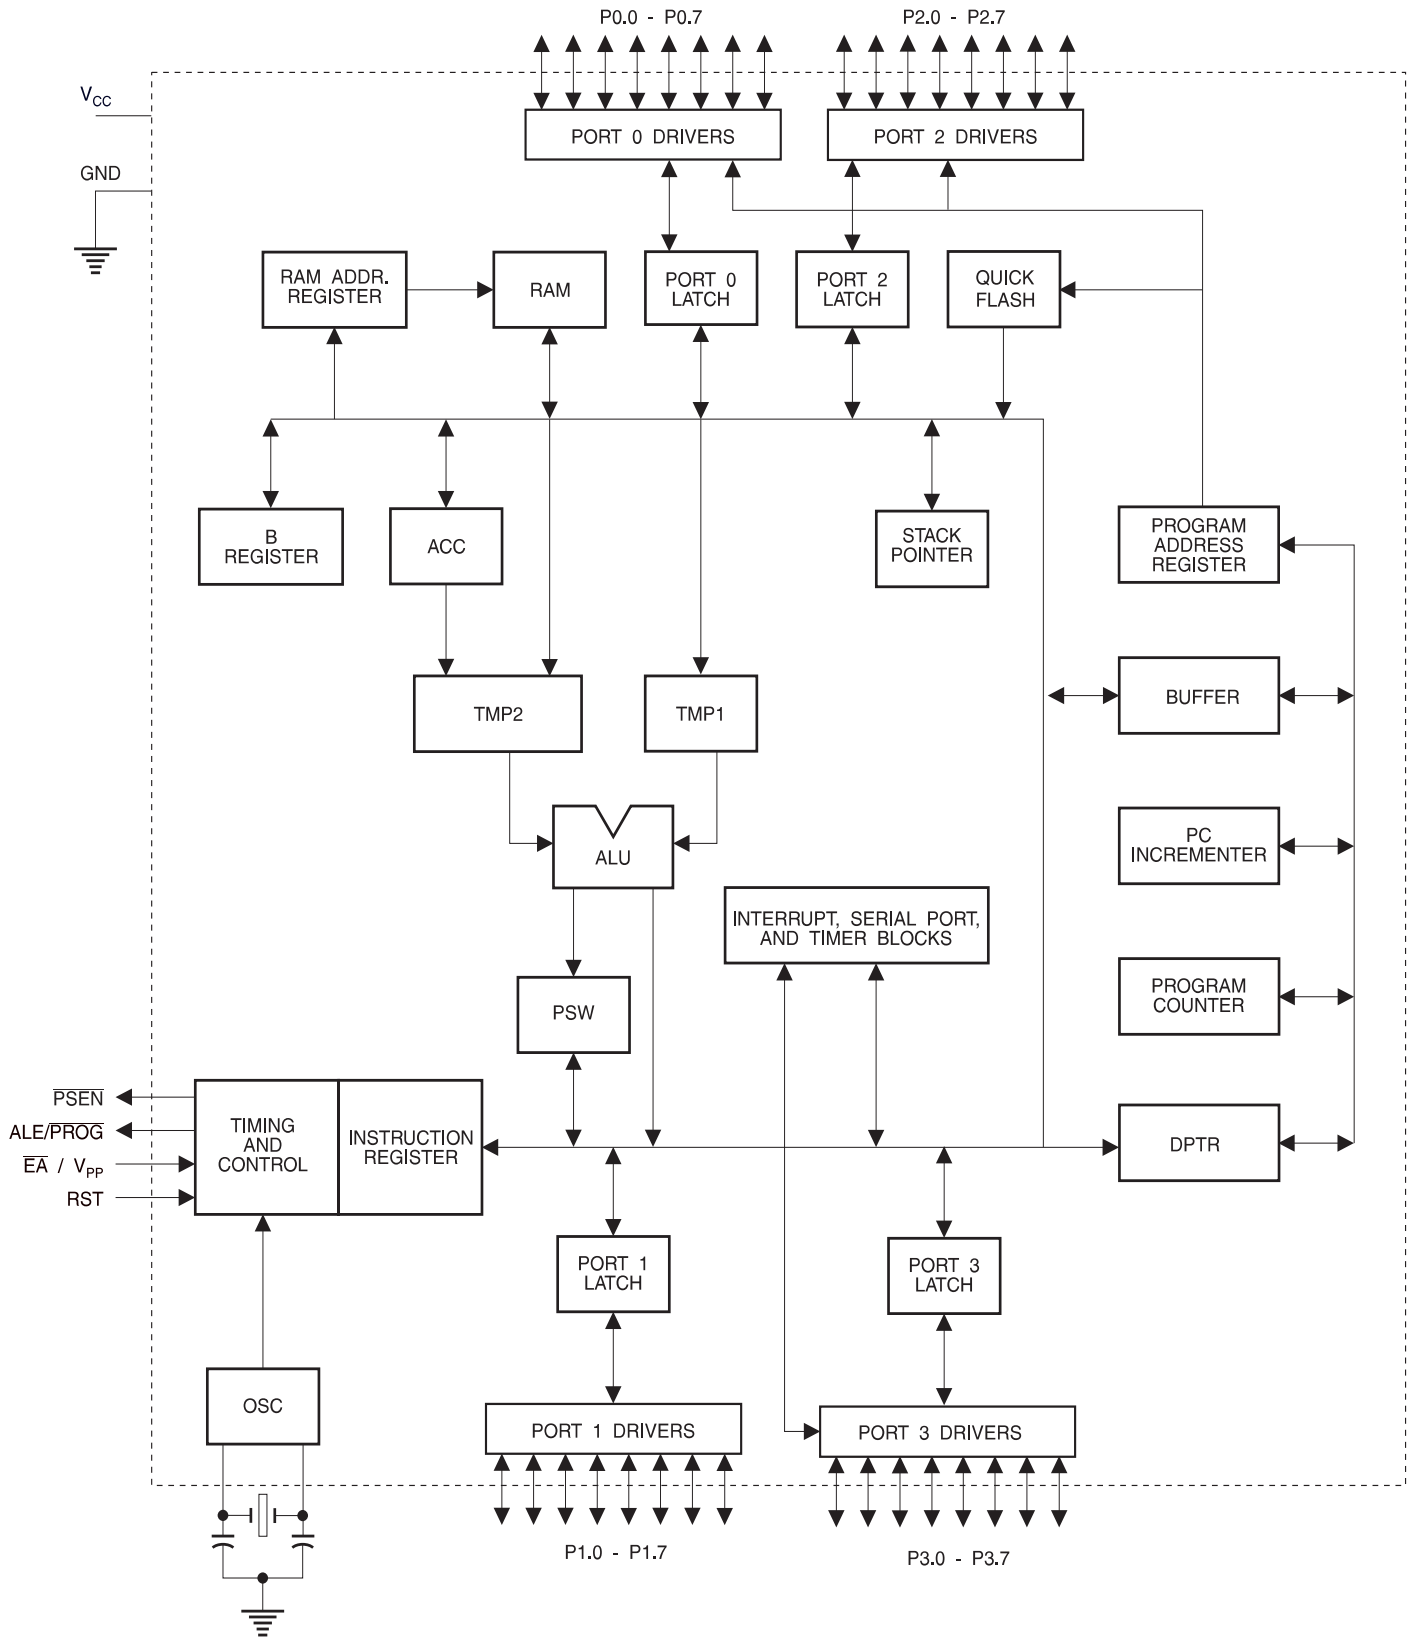 P0.0 - P0.7
P2.0 - P2.7
VCC
PORT 0 DRIVERS
PORT 2 DRIVERS
GND
RAM ADDR.
REGISTER
RAM
PORT 0
LATCH
PORT 2
LATCH
QUICK
FLASH
B
REGISTER
ACC
STACK
POINTER
PROGRAM
ADDRESS
REGISTER
TMP2
TMP1
BUFFER
ALU
PC
INCREMENTER
INTERRUPT, SERIAL PORT,
AND TIMER BLOCKS
PSW
PROGRAM
COUNTER
PSEN
ALE/PROG
EA / VPP
RST
TIMING
AND
CONTROL
INSTRUCTION
REGISTER
DPTR
PORT 1
LATCH
PORT 3
LATCH
OSC
PORT 1 DRIVERS
PORT 3 DRIVERS
P1.0 - P1.7
P3.0 - P3.7